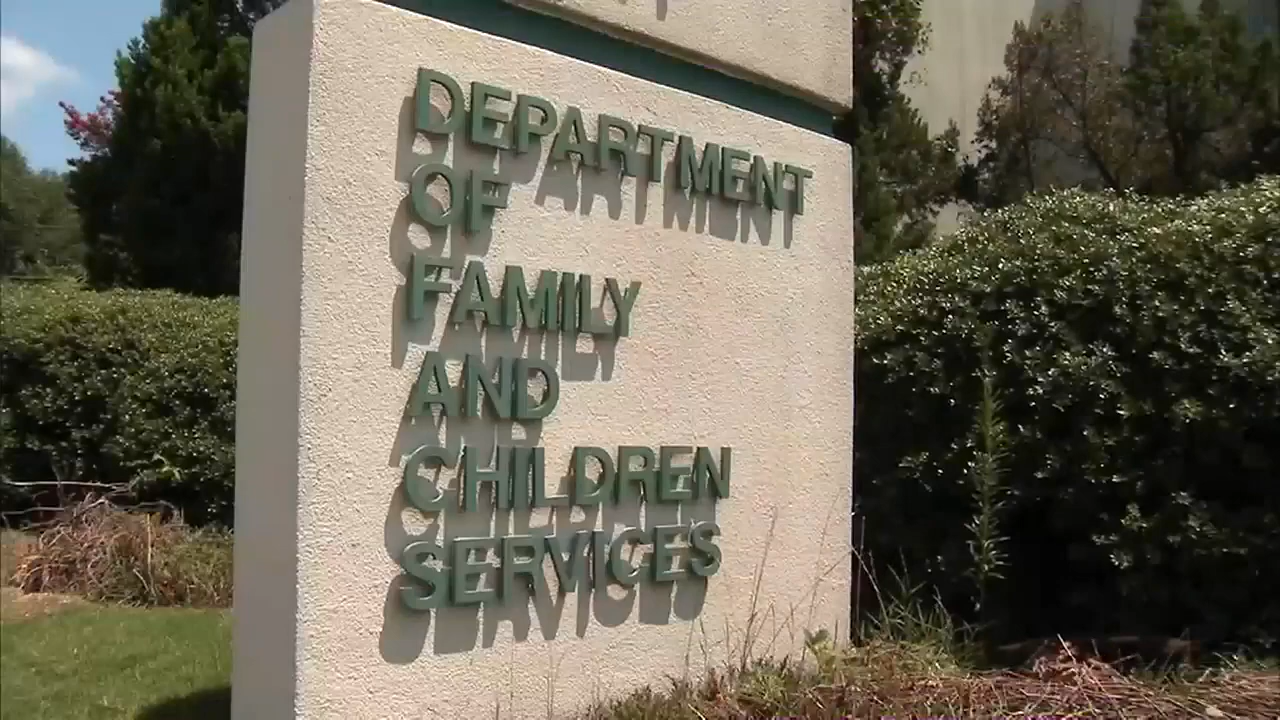 DEPARTMENT
OF
FAMILY
AND
CHILDREN
SERVICES